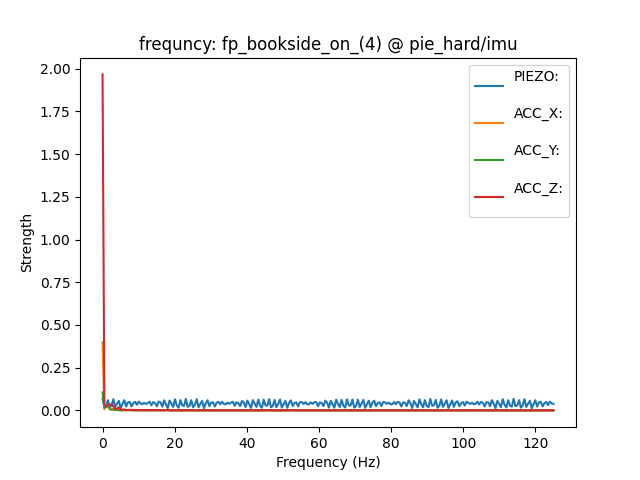 frequncy: fp_bookside_on_(4) @ pie_hard/imu
2.00
1.75
1.50
1.25
1.00
0.75
0.50
0.25
0.00
Strength
PIEZO:
ACC_X:
ACC_Y:
ACC_Z:
0
20
40
60
80
100
120
Frequency (Hz)